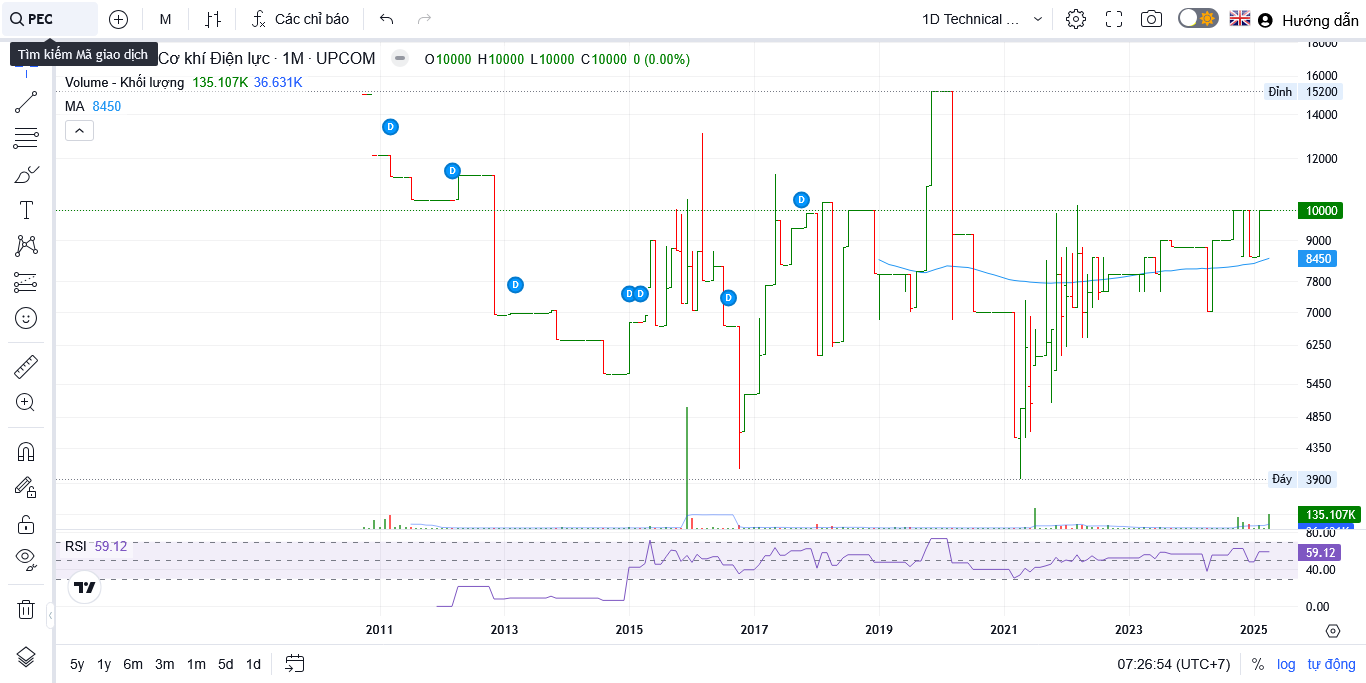 PEC M Các chỉ báo 1D Technical ... Hướng dẫn
Tìm kiếm Mã giao dịch Cơ khí Điện lực · 1M · UPCOM O10000 H10000 L10000 C10000 0 (0.00%)
Volume - Khối lượng 135.107K 36.631K
MA 8450
18000
16000
Đỉnh 15200
14000
D
12000
D
D
10000
9000
8450
7800
D
D D
D
7000
6250
5450
4850
4350
Đáy 3900
135.107K
80.00
RSI 59.12
59.12
40.00
0.00
2011 2013 2015 2017 2019 2021 2023 2025
5y 1y 6m 3m 1m 5d 1d 07:26:54 (UTC+7) % log tự động